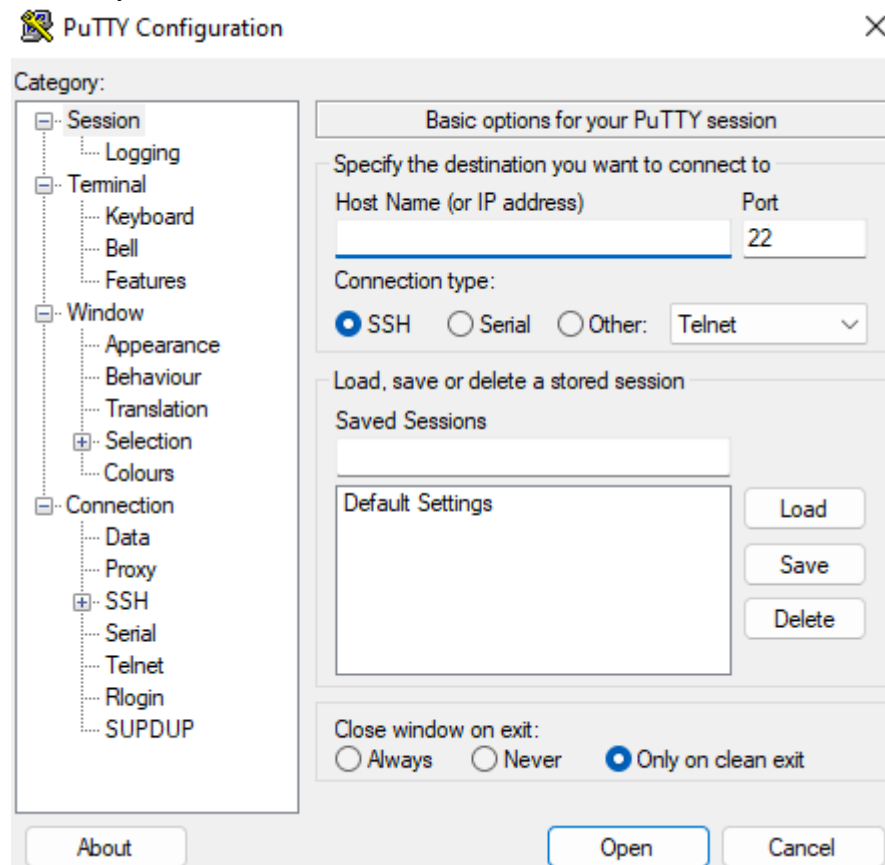 PuTTY Configuration
Category:
Session
Logging
Terminal
Keyboard
Bell
Features
Window
Appearance
Behaviour
Translation
Selection
Colours
Connection
Data
Proxy
SSH
Serial
Telnet
Rlogin
SUPDUP
Basic options for your PuTTY session
Specify the destination you want to connect to
Host Name (or IP address) Port
22
Connection type:
SSH Serial Other: Telnet
Load, save or delete a stored session
Saved Sessions
Default Settings
Load
Save
Delete
Close window on exit:
Always Never Only on clean exit
About Open Cancel